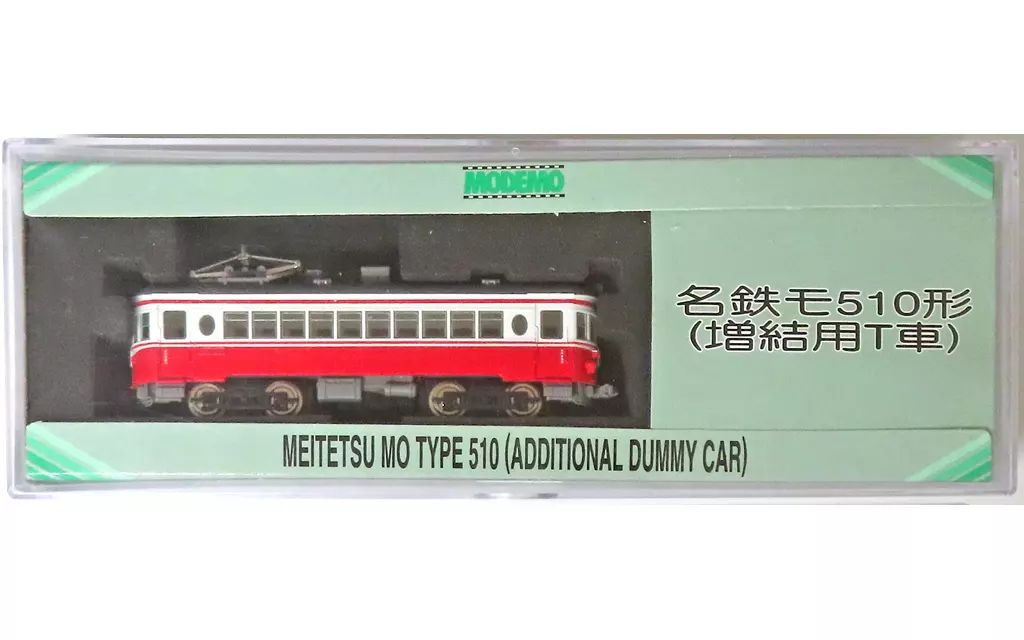 MODEMO
名鉄モ510形
(増結用T車)
MEITETSU MO TYPE 510 (ADDITIONAL DUMMY CAR)